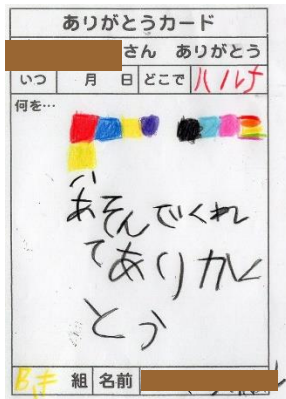 ありがとうカード
さん ありがとう
いつ 月 日 どこで
何を…
あそんでくれ
てありが
とう
組 名前